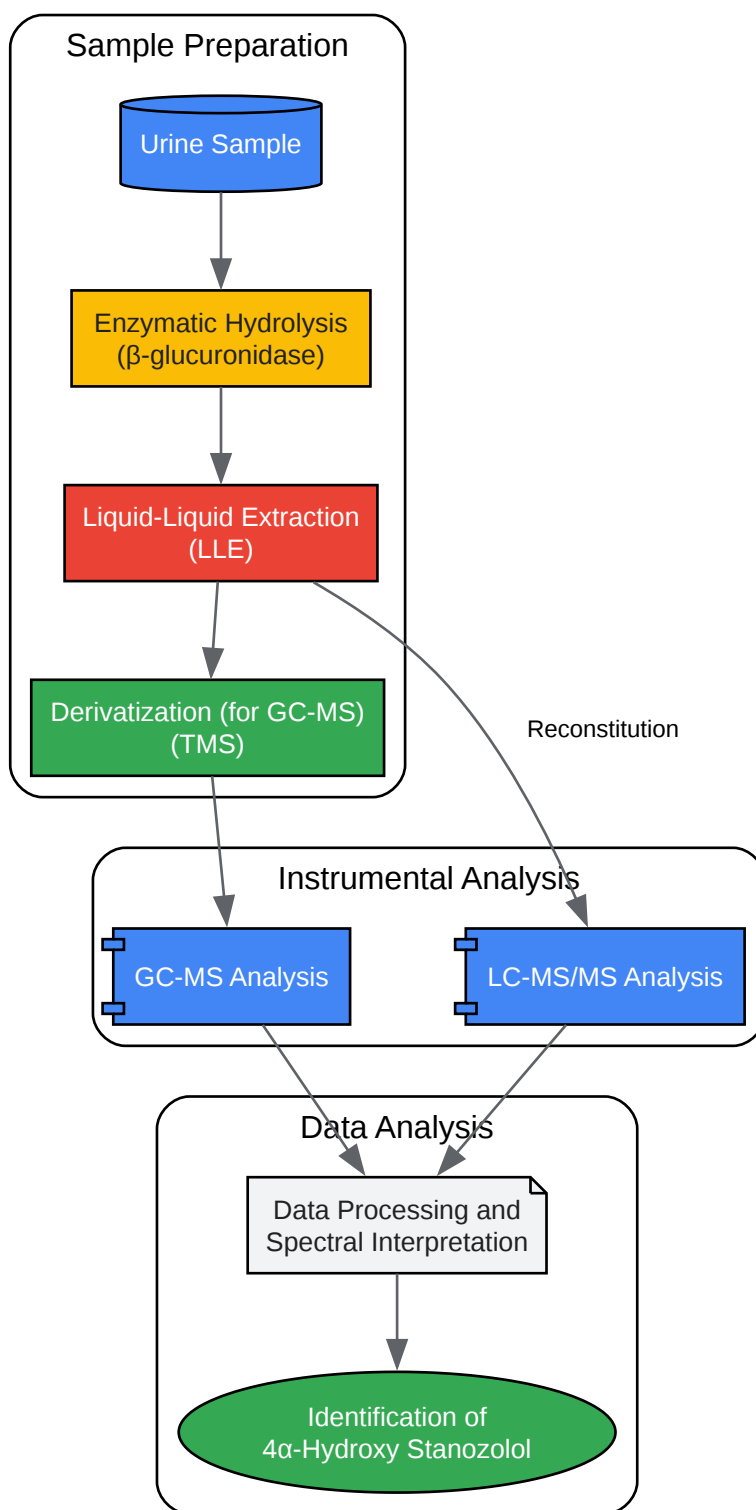 Sample Preparation
Urine Sample
Enzymatic Hydrolysis
(β-glucuronidase)
Liquid-Liquid Extraction
(LLE)
Derivatization (for GC-MS)
(TMS)
Reconstitution
Instrumental Analysis
GC-MS Analysis
LC-MS/MS Analysis
Data Analysis
Data Processing and
Spectral Interpretation
Identification of
4α-Hydroxy Stanozolol